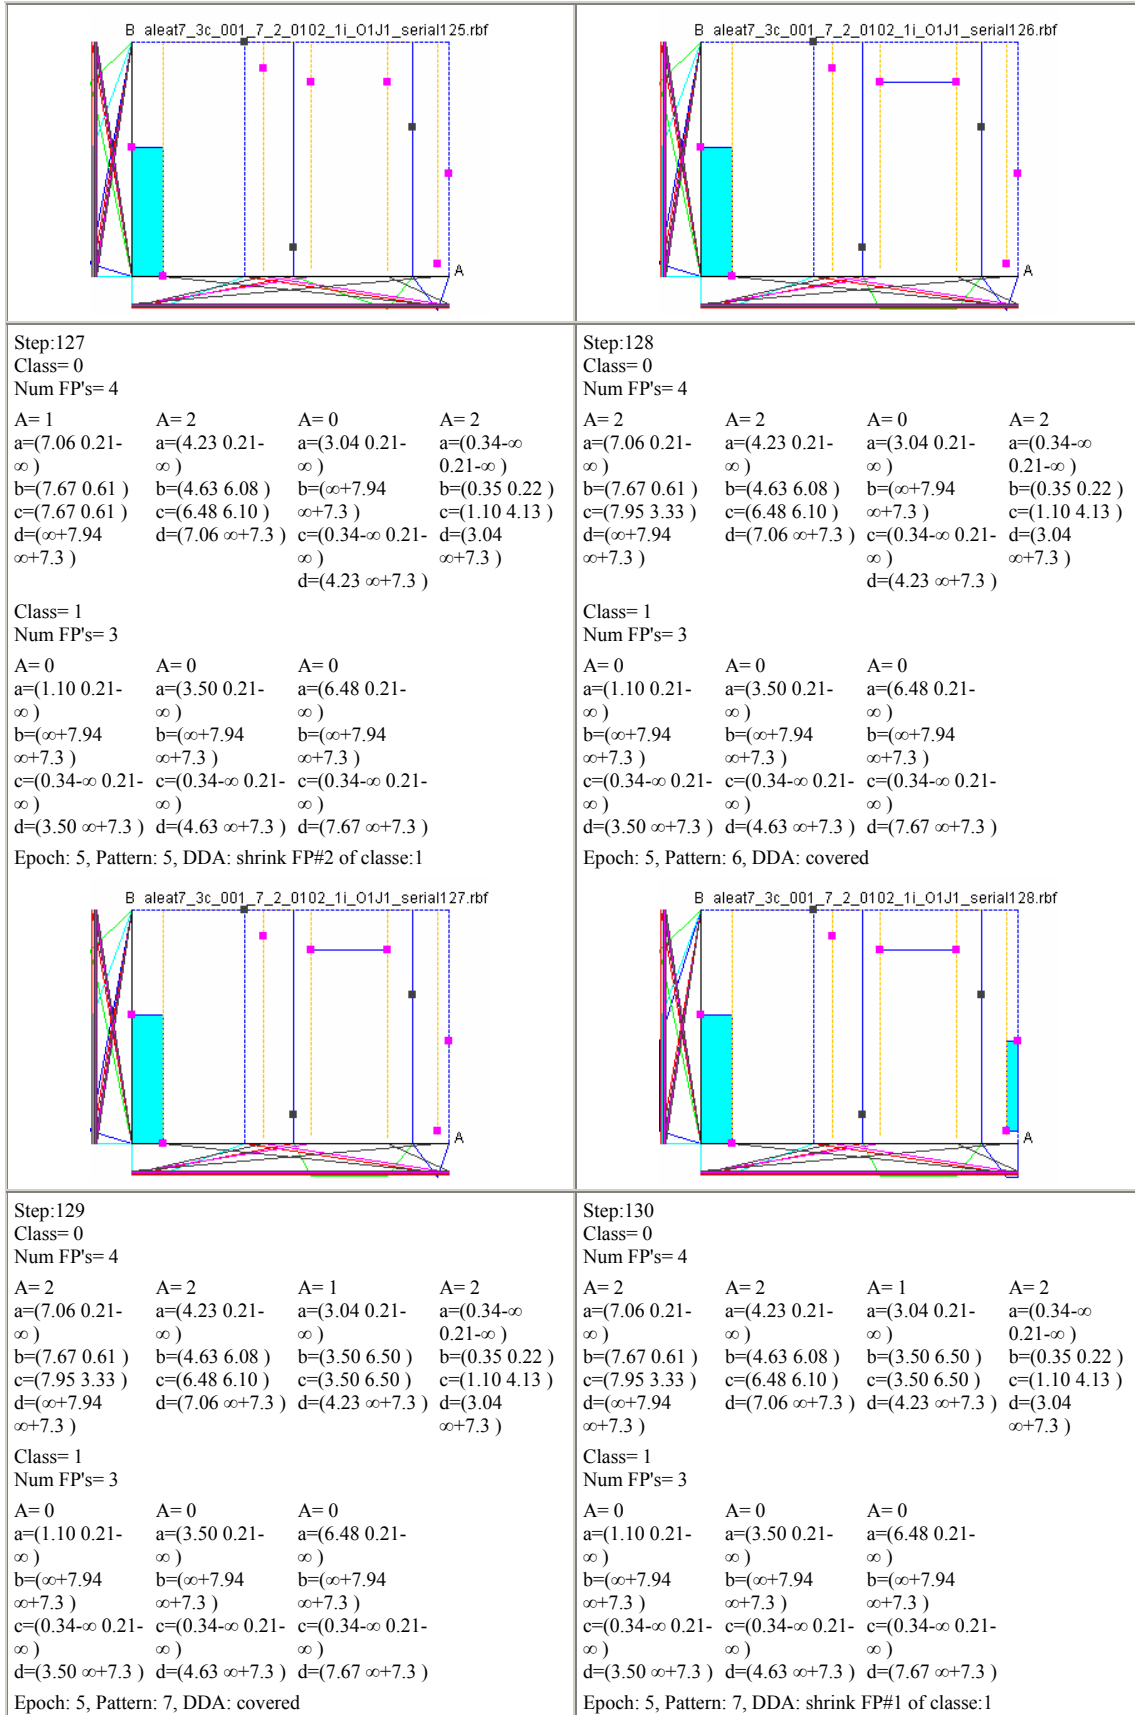 B aleat7_3c_001_7_2_0102_1i_O1J1_serial125.rbf
A
B aleat7_3c_001_7_2_0102_1i_O1J1_serial126.rbf
A
Step:127
Class= 0
Num FP's= 4
A= 1 A= 2 A= 0 A= 2
a=(7.06 0.21- a=(4.23 0.21- a=(3.04 0.21- a=(0.34-∞
∞ ) ∞ ) ∞ ) 0.21-∞ )
b=(7.67 0.61 ) b=(4.63 6.08 ) b=(∞+7.94 b=(0.35 0.22 )
c=(7.67 0.61 ) c=(6.48 6.10 ) ∞+7.3 ) c=(1.10 4.13 )
d=(∞+7.94 d=(7.06 ∞+7.3 ) c=(0.34-∞ 0.21- d=(3.04
∞+7.3 ) ∞ ) ∞+7.3 )
d=(4.23 ∞+7.3 )
Class= 1
Num FP's= 3
A= 0 A= 0 A= 0
a=(1.10 0.21- a=(3.50 0.21- a=(6.48 0.21-
∞ ) ∞ ) ∞ )
b=(∞+7.94 b=(∞+7.94 b=(∞+7.94
∞+7.3 ) ∞+7.3 ) ∞+7.3 )
c=(0.34-∞ 0.21- c=(0.34-∞ 0.21- c=(0.34-∞ 0.21-
∞ ) ∞ ) ∞ )
d=(3.50 ∞+7.3 ) d=(4.63 ∞+7.3 ) d=(7.67 ∞+7.3 )
Epoch: 5, Pattern: 5, DDA: shrink FP#2 of classe:1
B aleat7_3c_001_7_2_0102_1i_O1J1_serial127.rbf
A
Step:128
Class= 0
Num FP's= 4
A= 2 A= 2 A= 0 A= 2
a=(7.06 0.21- a=(4.23 0.21- a=(3.04 0.21- a=(0.34-∞
∞ ) ∞ ) ∞ ) 0.21-∞ )
b=(7.67 0.61 ) b=(4.63 6.08 ) b=(∞+7.94 b=(0.35 0.22 )
c=(7.95 3.33 ) c=(6.48 6.10 ) ∞+7.3 ) c=(1.10 4.13 )
d=(∞+7.94 d=(7.06 ∞+7.3 ) c=(0.34-∞ 0.21- d=(3.04
∞+7.3 ) ∞ ) ∞+7.3 )
d=(4.23 ∞+7.3 )
Class= 1
Num FP's= 3
A= 0 A= 0 A= 0
a=(1.10 0.21- a=(3.50 0.21- a=(6.48 0.21-
∞ ) ∞ ) ∞ )
b=(∞+7.94 b=(∞+7.94 b=(∞+7.94
∞+7.3 ) ∞+7.3 ) ∞+7.3 )
c=(0.34-∞ 0.21- c=(0.34-∞ 0.21- c=(0.34-∞ 0.21-
∞ ) ∞ ) ∞ )
d=(3.50 ∞+7.3 ) d=(4.63 ∞+7.3 ) d=(7.67 ∞+7.3 )
Epoch: 5, Pattern: 6, DDA: covered
B aleat7_3c_001_7_2_0102_1i_O1J1_serial128.rbf
A
Step:129
Class= 0
Num FP's= 4
A= 2 A= 2 A= 1 A= 2
a=(7.06 0.21- a=(4.23 0.21- a=(3.04 0.21- a=(0.34-∞
∞ ) ∞ ) ∞ ) 0.21-∞ )
b=(7.67 0.61 ) b=(4.63 6.08 ) b=(3.50 6.50 ) b=(0.35 0.22 )
c=(7.95 3.33 ) c=(6.48 6.10 ) c=(3.50 6.50 ) c=(1.10 4.13 )
d=(∞+7.94 d=(7.06 ∞+7.3 ) d=(4.23 ∞+7.3 ) d=(3.04
∞+7.3 ) ∞+7.3 )
Class= 1
Num FP's= 3
A= 0 A= 0 A= 0
a=(1.10 0.21- a=(3.50 0.21- a=(6.48 0.21-
∞ ) ∞ ) ∞ )
b=(∞+7.94 b=(∞+7.94 b=(∞+7.94
∞+7.3 ) ∞+7.3 ) ∞+7.3 )
c=(0.34-∞ 0.21- c=(0.34-∞ 0.21- c=(0.34-∞ 0.21-
∞ ) ∞ ) ∞ )
d=(3.50 ∞+7.3 ) d=(4.63 ∞+7.3 ) d=(7.67 ∞+7.3 )
Epoch: 5, Pattern: 7, DDA: covered
Step:130
Class= 0
Num FP's= 4
A= 2 A= 2 A= 1 A= 2
a=(7.06 0.21- a=(4.23 0.21- a=(3.04 0.21- a=(0.34-∞
∞ ) ∞ ) ∞ ) 0.21-∞ )
b=(7.67 0.61 ) b=(4.63 6.08 ) b=(3.50 6.50 ) b=(0.35 0.22 )
c=(7.95 3.33 ) c=(6.48 6.10 ) c=(3.50 6.50 ) c=(1.10 4.13 )
d=(∞+7.94 d=(7.06 ∞+7.3 ) d=(4.23 ∞+7.3 ) d=(3.04
∞+7.3 ) ∞+7.3 )
Class= 1
Num FP's= 3
A= 0 A= 0 A= 0
a=(1.10 0.21- a=(3.50 0.21- a=(6.48 0.21-
∞ ) ∞ ) ∞ )
b=(∞+7.94 b=(∞+7.94 b=(∞+7.94
∞+7.3 ) ∞+7.3 ) ∞+7.3 )
c=(0.34-∞ 0.21- c=(0.34-∞ 0.21- c=(0.34-∞ 0.21-
∞ ) ∞ ) ∞ )
d=(3.50 ∞+7.3 ) d=(4.63 ∞+7.3 ) d=(7.67 ∞+7.3 )
Epoch: 5, Pattern: 7, DDA: shrink FP#1 of classe:1